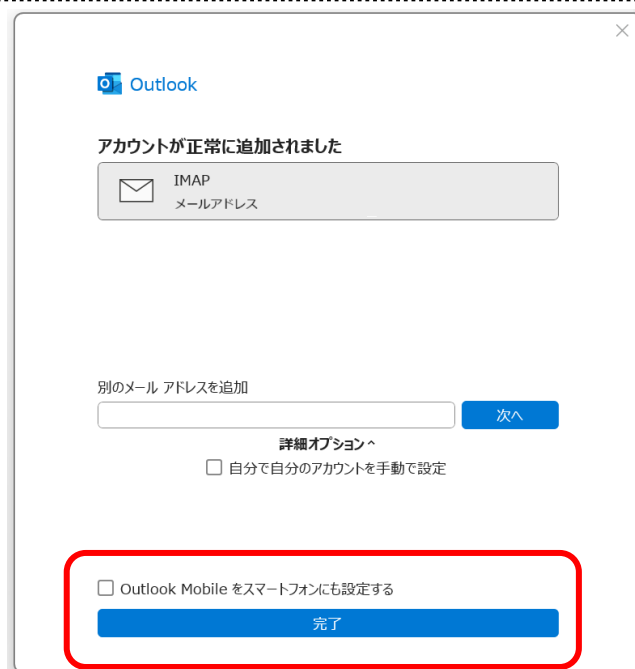 Outlook
アカウントが正常に追加されました
IMAP
メールアドレス
別のメール アドレスを追加
次へ
詳細オプション ^
自分で自分のアカウントを手動で設定
Outlook Mobile をスマートフォンにも設定する
完了